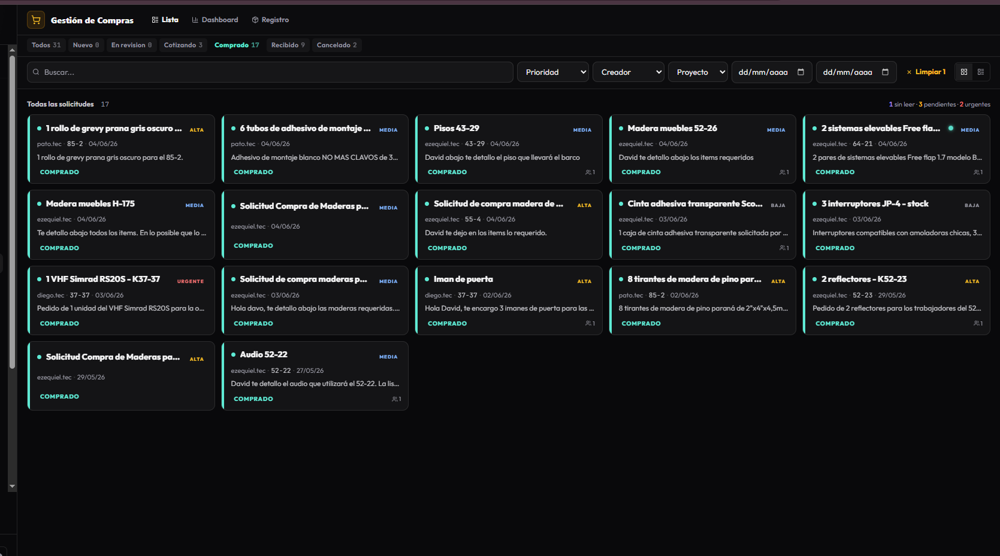 Gestión de Compras Lista Dashboard Registro
Todos 31 Nuevo 0 En revision 0 Cotizando 3 Comprado 17 Recibido 9 Cancelado 2
Buscar... Prioridad Creador Proyecto dd/mm/aaaa dd/mm/aaaa × Limpiar 1
Todas las solicitudes 17 1 sin leer · 3 pendientes · 2 urgentes
1 rollo de grevy prana gris oscuro ... ALTA
pato.tec · 85-2 · 04/06/26
1 rollo de grevy prana gris oscuro para el 85-2.
COMPRADO
6 tubos de adhesivo de montaje ... MEDIA
pato.tec · 04/06/26
Adhesivo de montaje blanco NO MAS CLAVOS de 3...
COMPRADO
Pisos 43-29 MEDIA
ezequiel.tec · 43-29 · 04/06/26
David abajo te detallo el piso que llevará el barco
COMPRADO 1
Madera muebles 52-26 MEDIA
ezequiel.tec · 04/06/26
David te detallo abajo los items requeridos
COMPRADO 1
2 sistemas elevables Free fla... MEDIA
ezequiel.tec · 64-21 · 04/06/26
2 pares de sistemas elevables Free flap 1.7 modelo B...
COMPRADO 1
Madera muebles H-175 MEDIA
ezequiel.tec · 04/06/26
Te detallo abajo todos los items. En lo posible que lo ...
COMPRADO
Solicitud Compra de Maderas p... MEDIA
ezequiel.tec · 04/06/26
COMPRADO
Solicitud de compra madera de ... ALTA
ezequiel.tec · 55-4 · 04/06/26
David te dejo en los items lo requerido.
COMPRADO
Cinta adhesiva transparente Sco... BAJA
ezequiel.tec · 03/06/26
1 caja de cinta adhesiva transparente solicitada por ...
COMPRADO 1
3 interruptores JP-4 - stock BAJA
ezequiel.tec · 03/06/26
Interruptores compatibles con amoladoras chicas, 3...
COMPRADO
1 VHF Simrad RS20S - K37-37 URGENTE
diego.tec · 37-37 · 03/06/26
Pedido de 1 unidad del VHF Simrad RS20S para la o...
COMPRADO
Solicitud de compra maderas p... MEDIA
ezequiel.tec · 03/06/26
Hola davo, te detallo abajo las maderas requeridas....
COMPRADO
Iman de puerta ALTA
diego.tec · 37-37 · 02/06/26
Hola David, te encargo 3 imanes de puerta para las ...
COMPRADO 1
8 tirantes de madera de pino par... ALTA
pato.tec · 85-2 · 02/06/26
8 tirantes de madera de pino paraná de 2"x4"x4,5m...
COMPRADO
2 reflectores - K52-23 ALTA
ezequiel.tec · 52-23 · 29/05/26
Pedido de 2 reflectores para los trabajadores del 52...
COMPRADO 1
Solicitud Compra de Maderas pa... ALTA
ezequiel.tec · 29/05/26
COMPRADO
Audio 52-22 MEDIA
ezequiel.tec · 52-22 · 27/05/26
David te detallo el audio que utilizará el 52-22. La lis...
COMPRADO 1